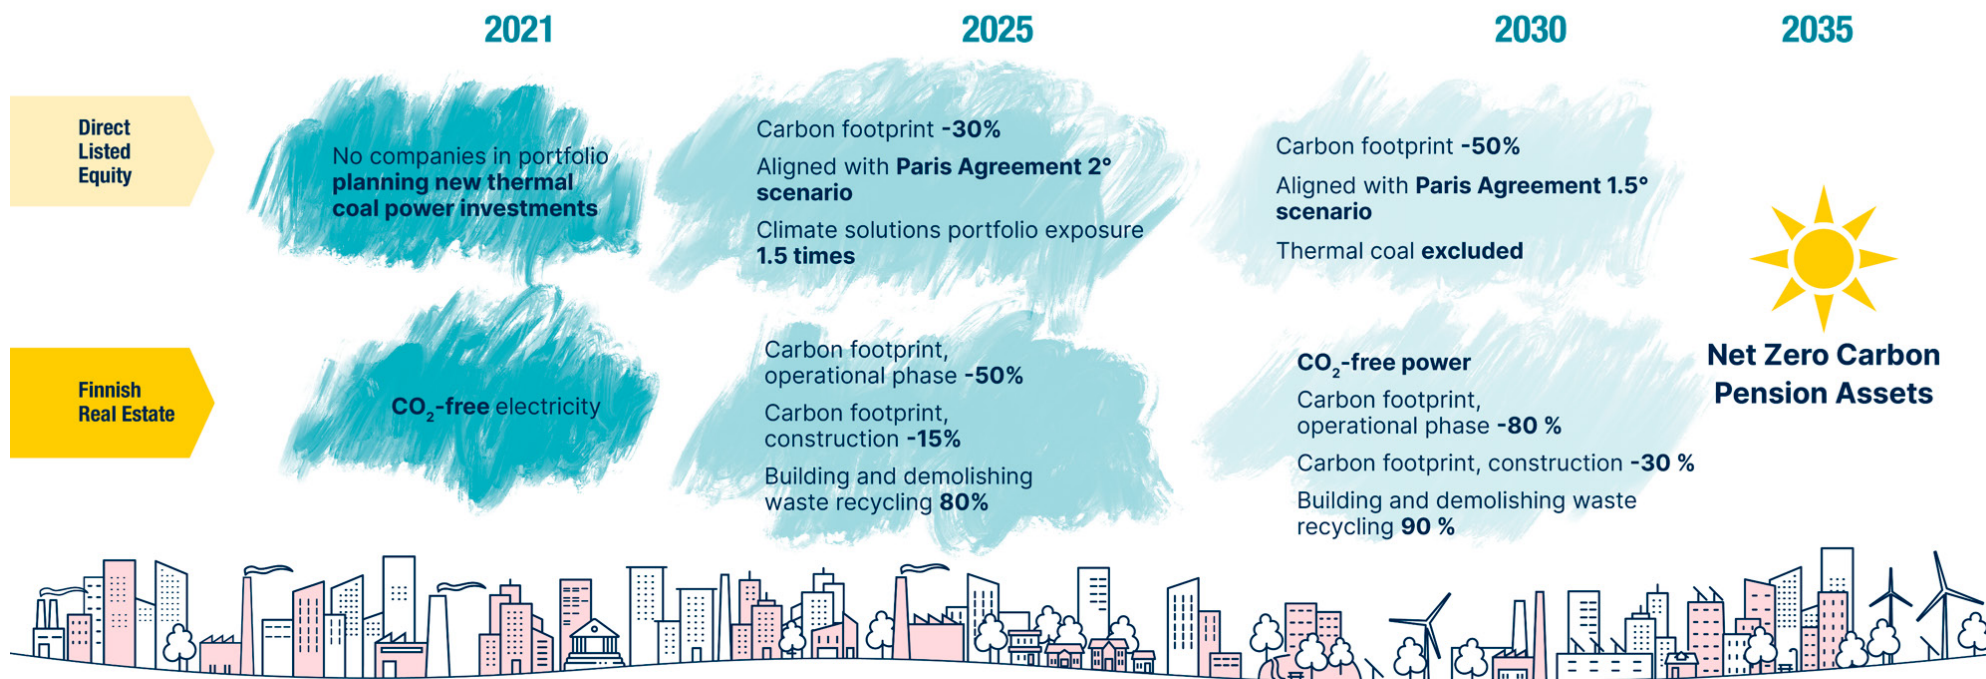 2021
2025
2030
2035
Direct
Listed
Equity
No companies in portfolio
planning new thermal
coal power investments
Carbon footprint -30%
Aligned with Paris Agreement 2°
scenario
Climate solutions portfolio exposure
1.5 times
Carbon footprint -50%
Aligned with Paris Agreement 1.5°
scenario
Thermal coal excluded
Finnish
Real Estate
CO₂-free electricity
Carbon footprint,
operational phase -50%
Carbon footprint,
construction -15%
Building and demolishing
waste recycling 80%
CO₂-free power
Carbon footprint,
operational phase -80 %
Carbon footprint, construction -30 %
Building and demolishing waste
recycling 90 %
Net Zero Carbon
Pension Assets